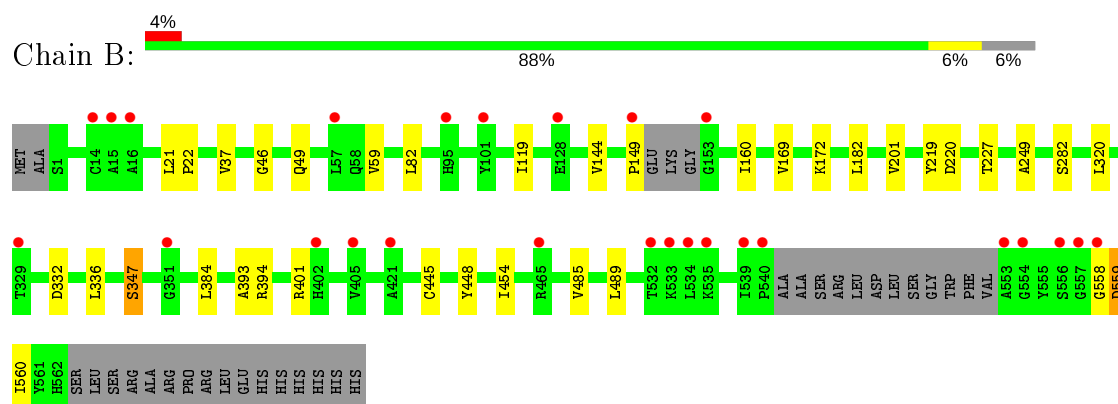 4%
Chain B:
88% 6% 6%
MET ALA S1 C14 A15 A16 L21 P22 V37 G46 Q49 L57 Q58 V59 L82 H95 Y101 I119 E128 V144 P149 GLU LYS GLY G153 I160 V169 K172 L182 V201 Y219 D220 T227 A249 S282 L320
T329 D332 L336 S347 G351 L384 A393 R394 R401 H402 V405 A421 C445 Y448 I454 R465 V485 L489 T532 K533 L534 K535 I539 P540 ALA ALA SER ARG LEU ASP LEU SER GLY TRP PHE VAL A553 G554 Y555 S556 G557 G558 D559
I560 Y561 H562 SER LEU SER ARG ALA ARG PRO ARG LEU GLU HIS HIS HIS HIS HIS HIS